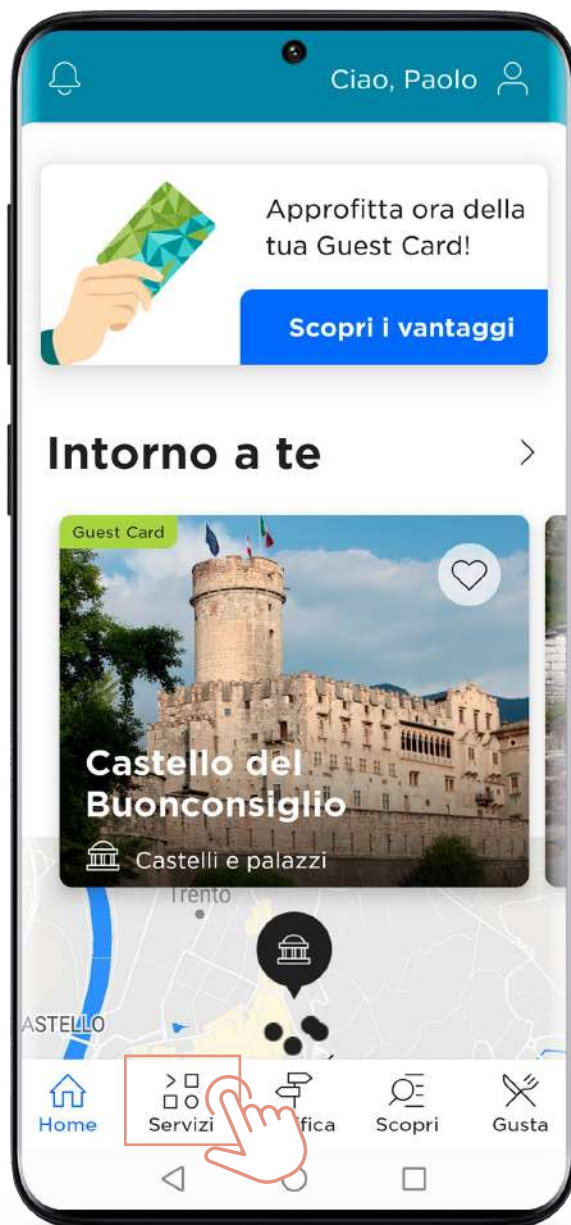 Ciao, Paolo
Approfitta ora della
tua Guest Card!
Scopri i vantaggi
Intorno a te
Guest Card
Castello del
Buonconsiglio
Castelli e palazzi
Trento
ASTELLO
Home
Servizi
ifica
Scopri
Gusta